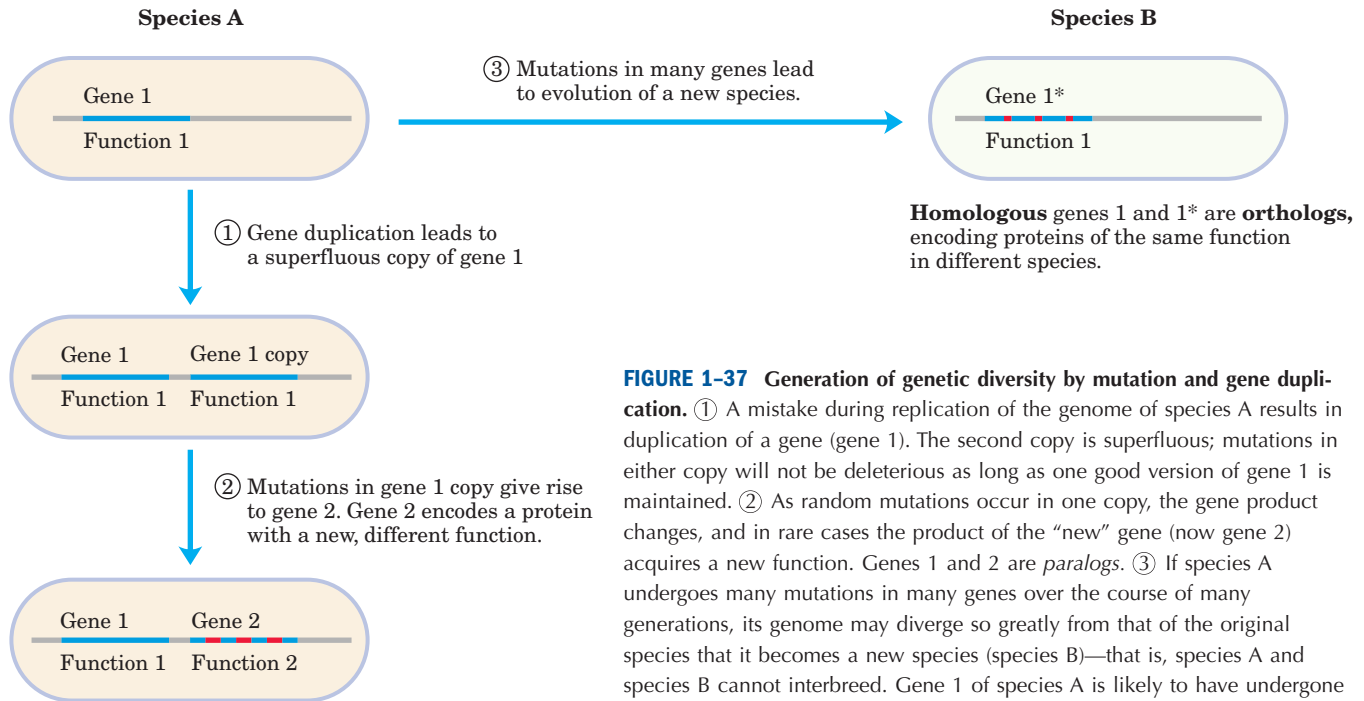 Species A
Species B
Gene 1
Function 1
③ Mutations in many genes lead
to evolution of a new species.
Gene 1*
Function 1
Homologous genes 1 and 1* are orthologs,
encoding proteins of the same function
in different species.
① Gene duplication leads to
a superfluous copy of gene 1
Gene 1 Gene 1 copy
Function 1 Function 1
② Mutations in gene 1 copy give rise
to gene 2. Gene 2 encodes a protein
with a new, different function.
Gene 1 Gene 2
Function 1 Function 2
FIGURE 1–37 Generation of genetic diversity by mutation and gene dupli-
cation. ① A mistake during replication of the genome of species A results in
duplication of a gene (gene 1). The second copy is superfluous; mutations in
either copy will not be deleterious as long as one good version of gene 1 is
maintained. ② As random mutations occur in one copy, the gene product
changes, and in rare cases the product of the “new” gene (now gene 2)
acquires a new function. Genes 1 and 2 are paralogs. ③ If species A
undergoes many mutations in many genes over the course of many
generations, its genome may diverge so greatly from that of the original
species that it becomes a new species (species B)—that is, species A and
species B cannot interbreed. Gene 1 of species A is likely to have undergone